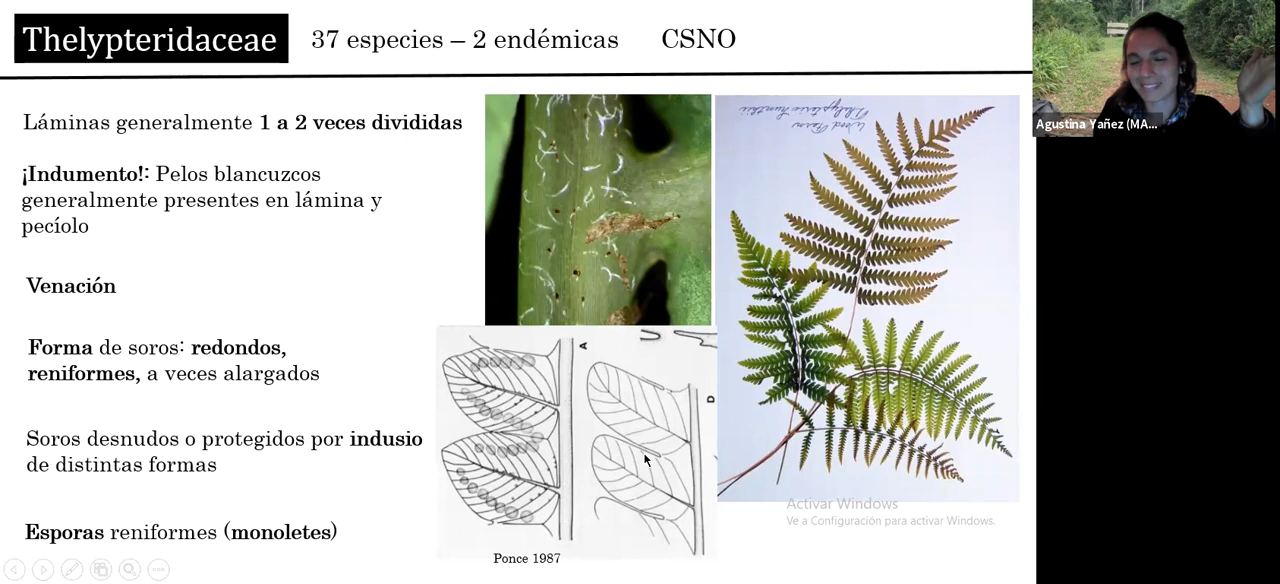 Thelypteridaceae
37 especies – 2 endémicas
CSNO
Láminas generalmente 1 a 2 veces divididas
¡Indumento!: Pelos blancuzcos
generalmente presentes en lámina y
pecíolo
Venación
Forma de soros: redondos,
reniformes, a veces alargados
Soros desnudos o protegidos por indusio
de distintas formas
Esporas reniformes (monoletes)
A
D
Ponce 1987
Wood Fern
Activar Windows
Ve a Configuración para activar Windows.
Agustina Yañez (MA...